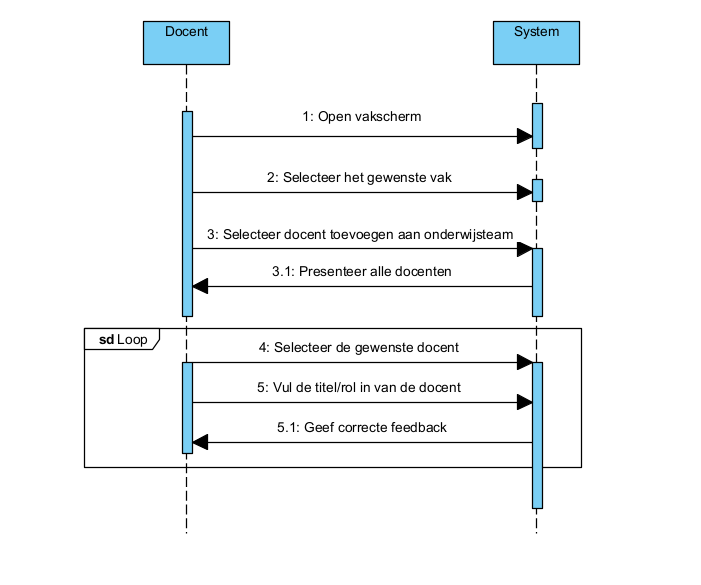 Docent
System
1: Open vakscherm
2: Selecteer het gewenste vak
3: Selecteer docent toevoegen aan onderwijsteam
3.1: Presenteer alle docenten
sd Loop
4: Selecteer de gewenste docent
5: Vul de titel/rol in van de docent
5.1: Geef correcte feedback